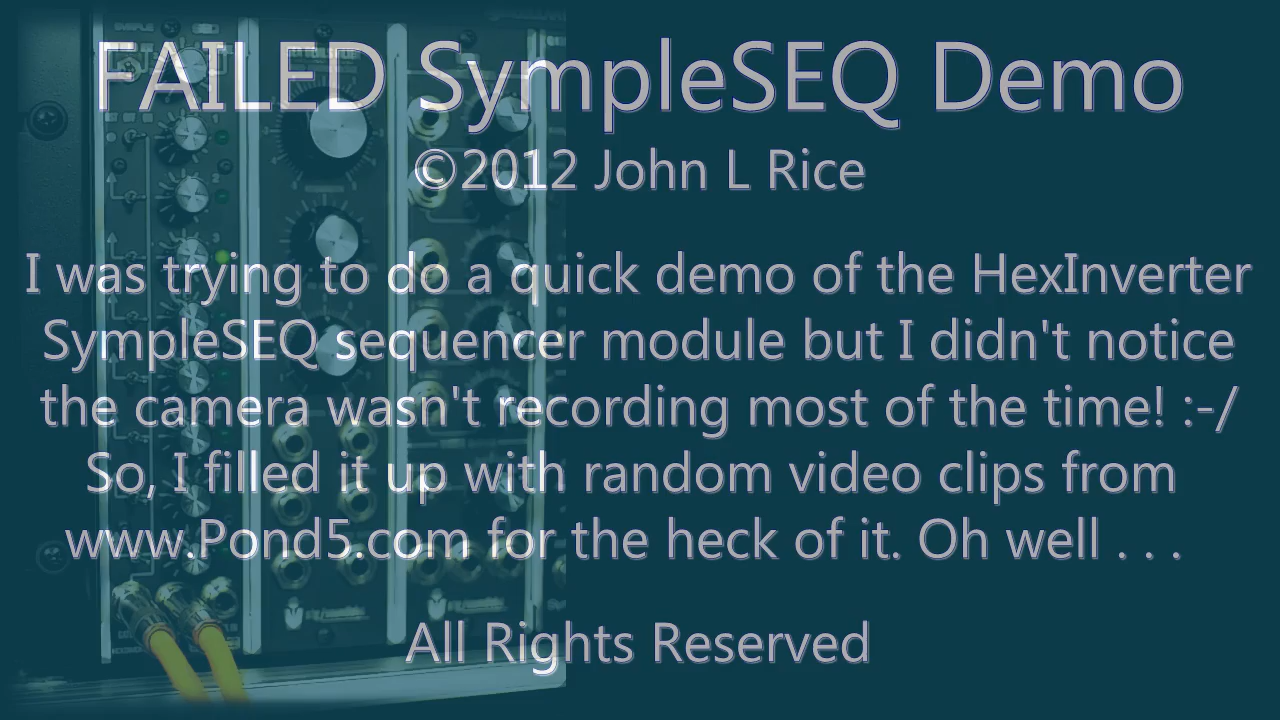 FAILED SympleSEQ Demo
©2012 John L Rice
I was trying to do a quick demo of the HexInverter
SympleSEQ sequencer module but I didn't notice
the camera wasn't recording most of the time! :-/
So, I filled it up with random video clips from
www.Pond5.com for the heck of it. Oh well . . .
All Rights Reserved